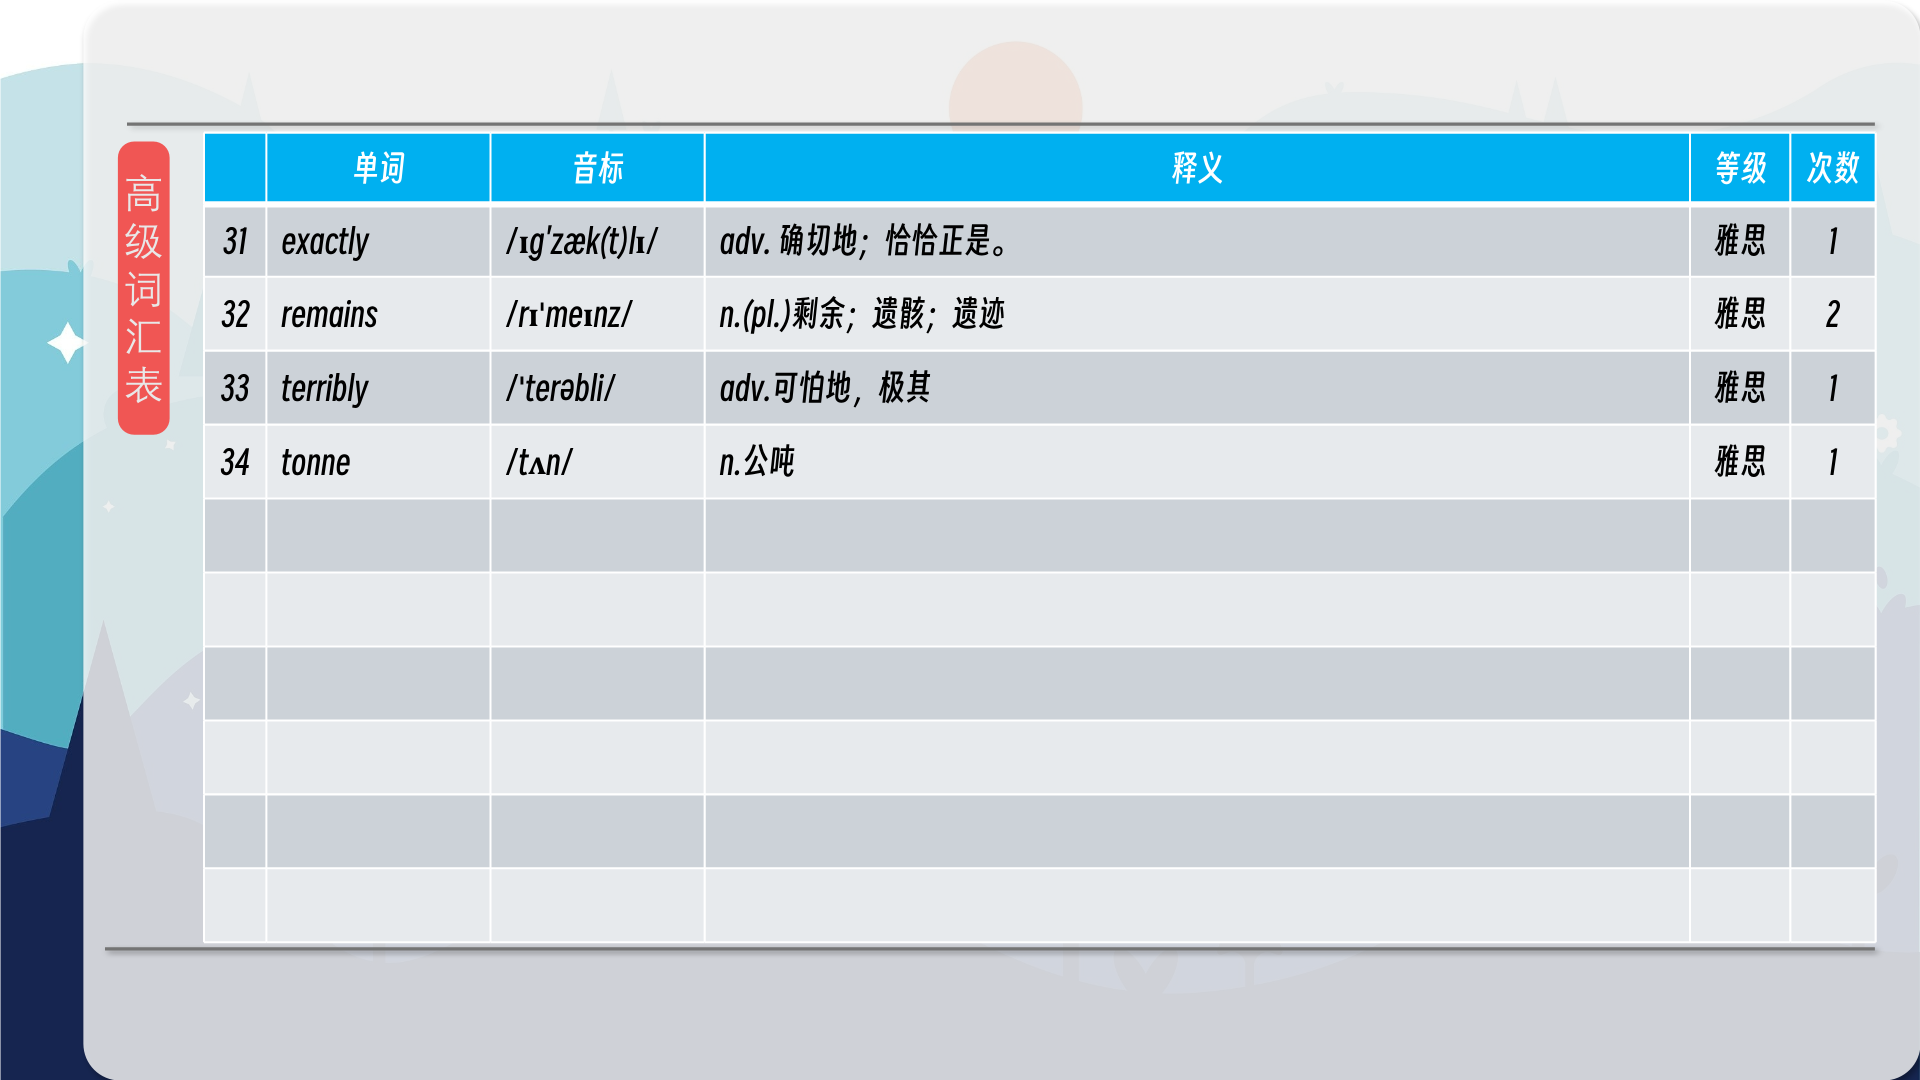 高级词汇表
单词 音标 释义 等级 次数
31 exactly /ɪɡˈzæk(t)lɪ/ adv. 确切地；恰恰正是。 雅思 1
32 remains /rɪ'meɪnz/ n.(pl.)剩余；遗骸；遗迹 雅思 2
33 terribly /'terəbli/ adv.可怕地，极其 雅思 1
34 tonne /tʌn/ n.公吨 雅思 1